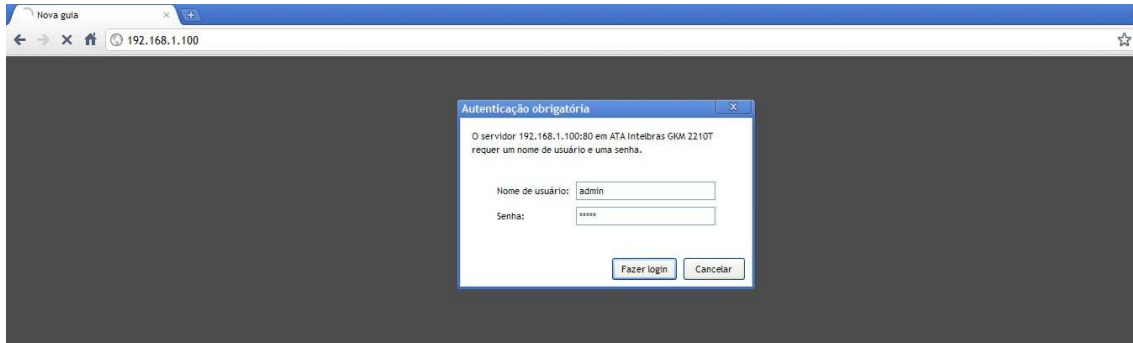 Nova guia
192.168.1.100
Autenticação obrigatória
O servidor 192.168.1.100:80 em ATA Intelbras GKM 2210T
requer um nome de usuário e uma senha.
Nome de usuário: admin
Senha: *****
Fazer login Cancelar